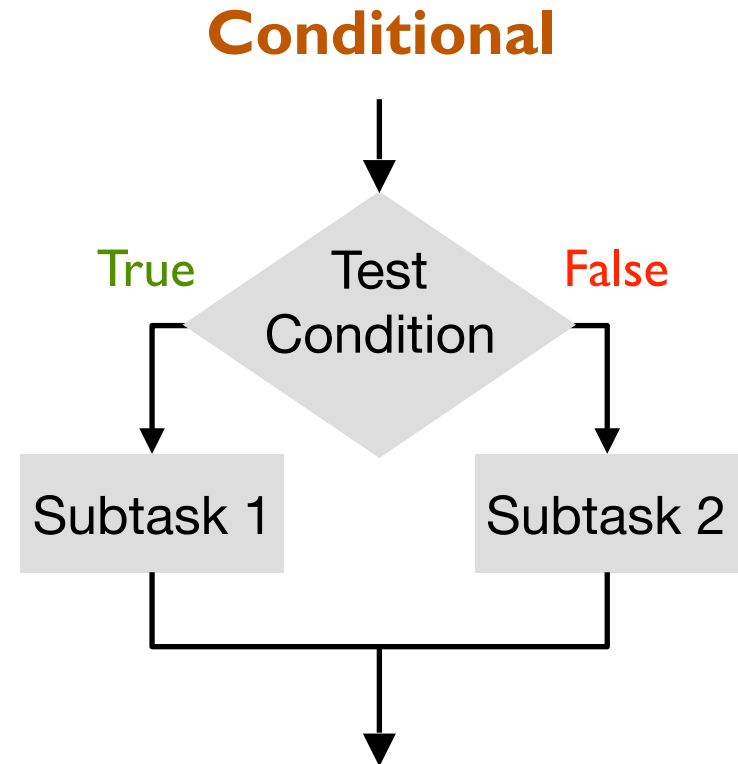 Conditional
True
Test
Condition
False
Subtask 1
Subtask 2